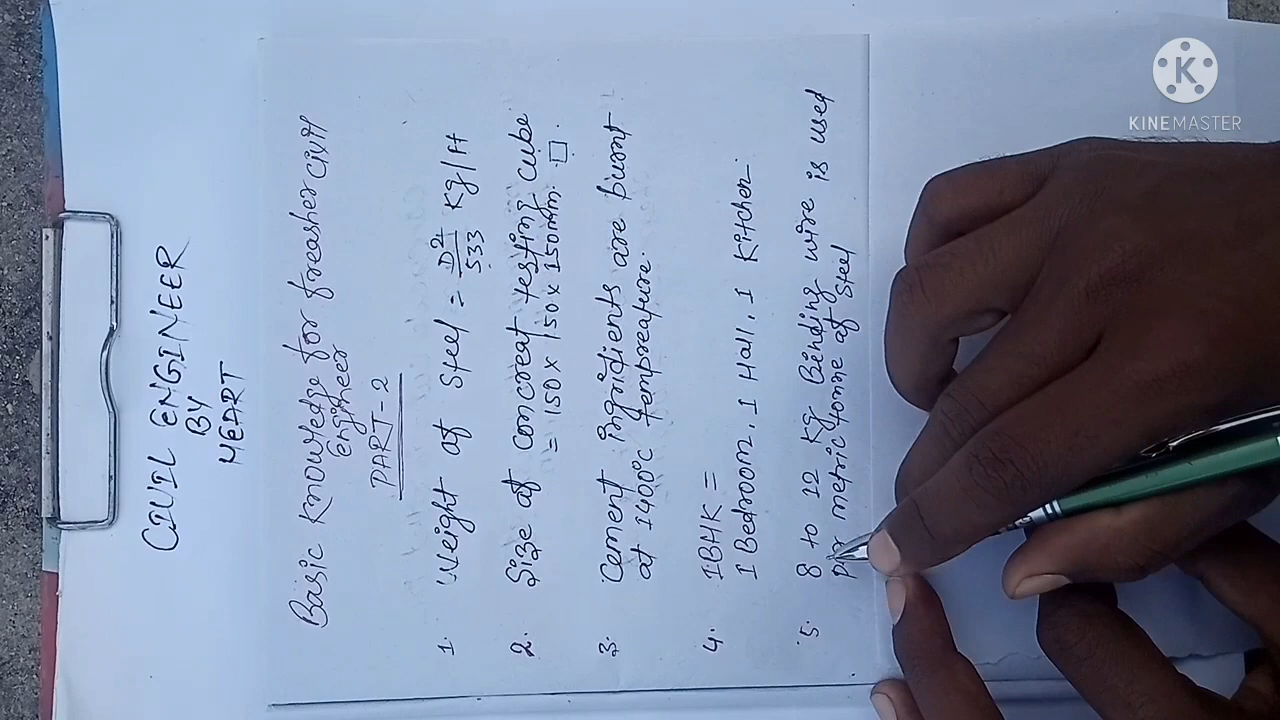 CIVIL ENGINEER
BY
HEART
Basic knowledge for freasher civil
engineer
PART-2
1. Weight of Steel = D²/533 kg/ft
2. Size of concreat testing cube
= 150 x 150 x 150mm.
3. Cement ingridients are burnt
at 1400°c tempreature.
4. 1BHK =
1 Bedroom, 1 Hall, 1 Kitchen.
5. 8 to 12 kg Binding wire is used
per metric tonne of Steel
KINEMASTER